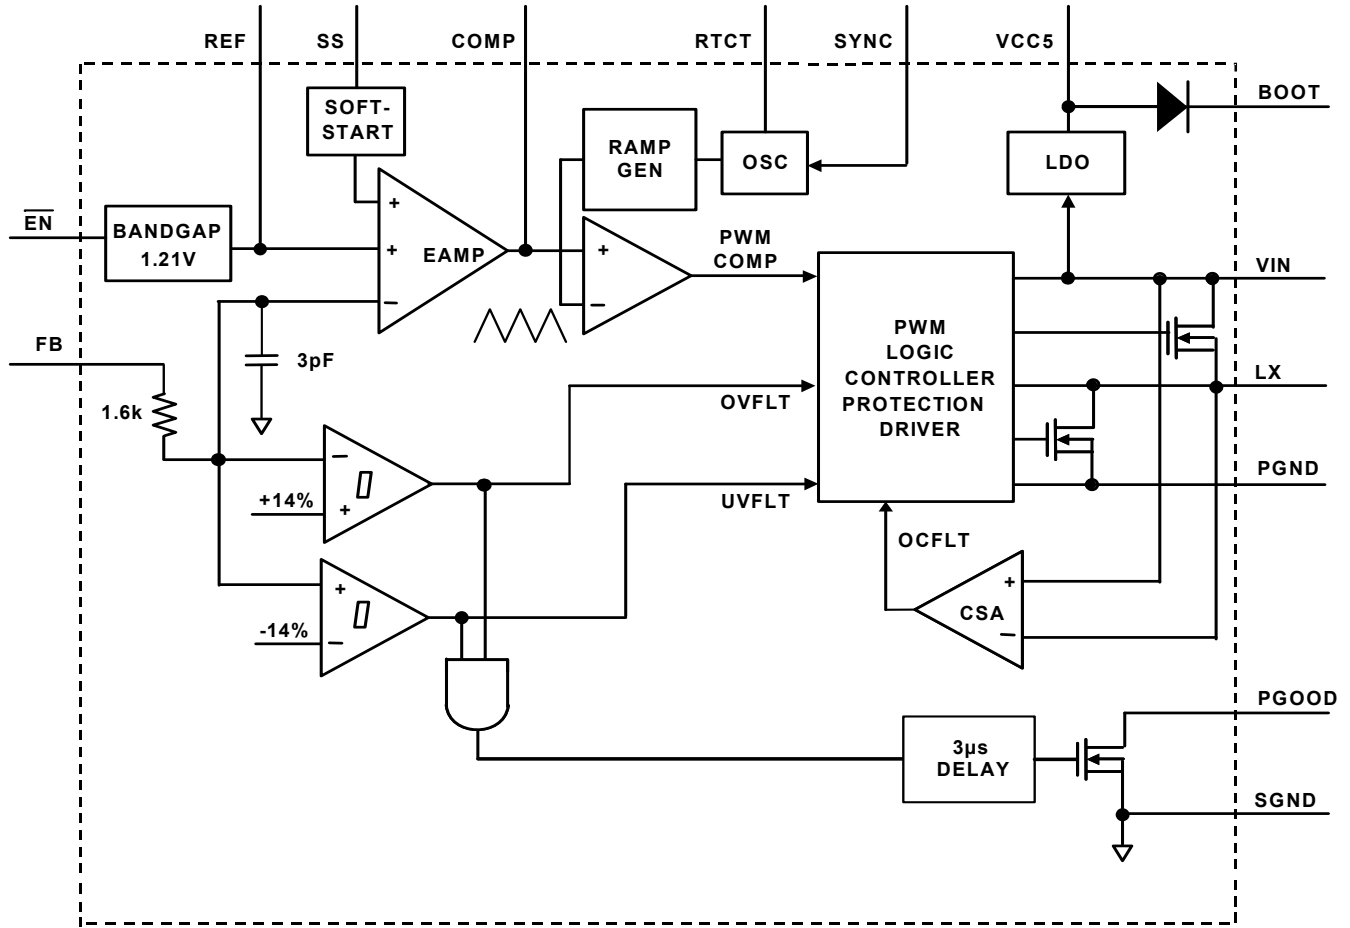 REF
SS
COMP
RTCT
SYNC
VCC5
BOOT
SOFT-
START
RAMP
GEN
OSC
LDO
EN
BANDGAP
1.21V
+
+
EAMP
−
+
−
PWM
COMP
VIN
FB
3pF
PWM
LOGIC
CONTROLLER
PROTECTION
DRIVER
LX
1.6k
OVFLT
−
+14%
+
UVFLT
PGND
OCFLT
+
-14%
−
+
CSA
−
PGOOD
3µs
DELAY
SGND